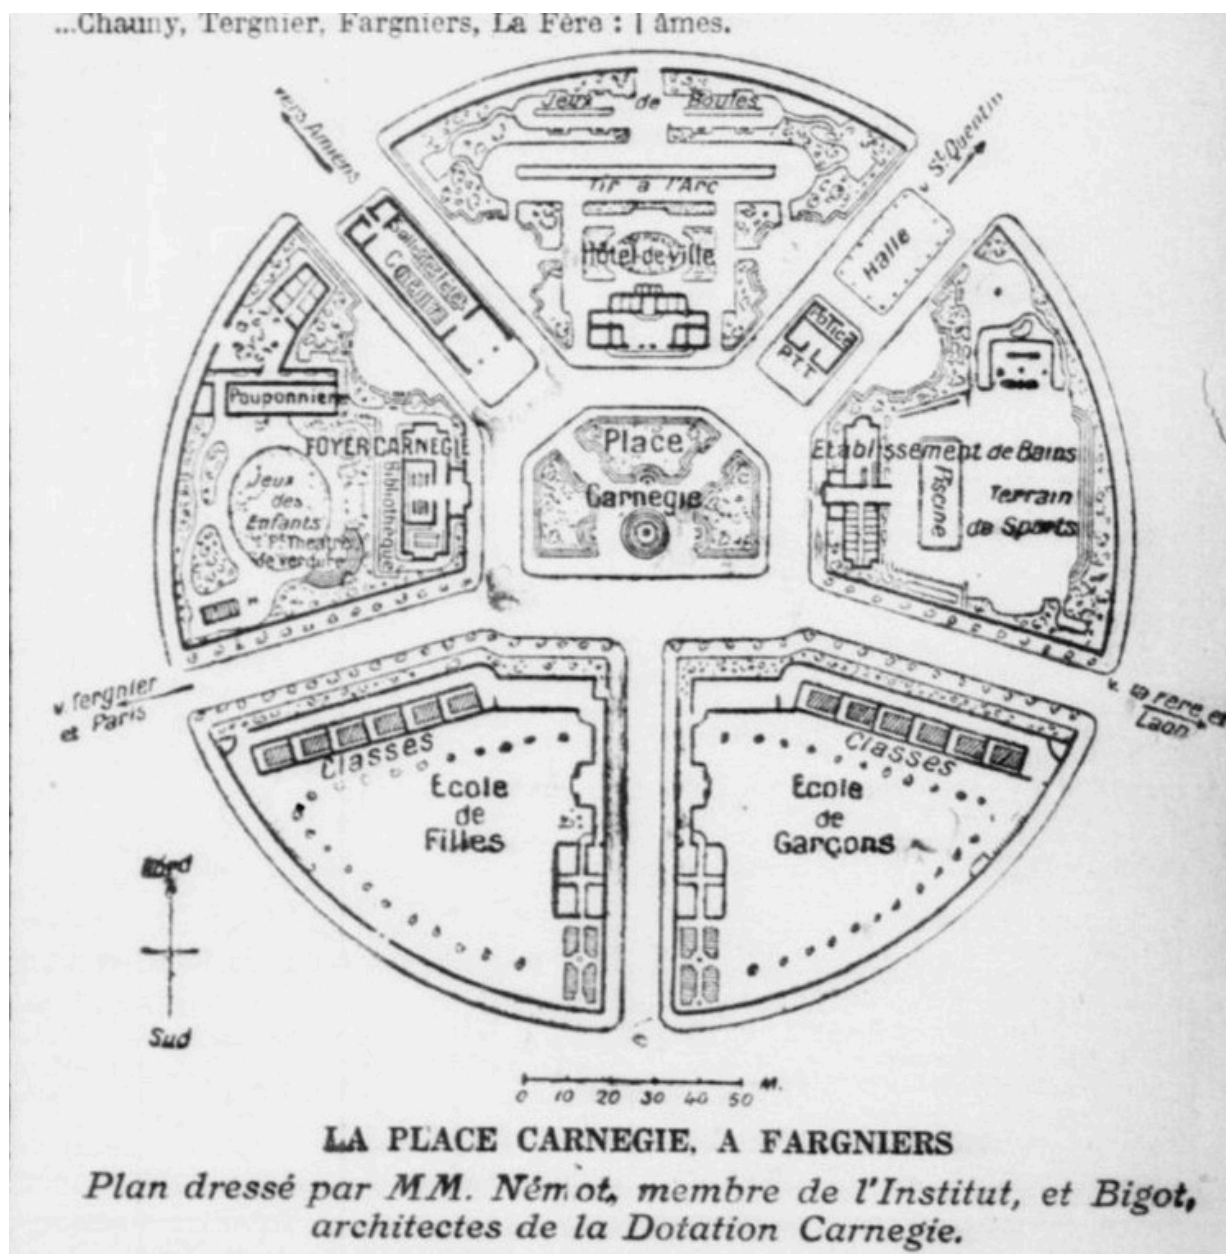 ...Chauny, Tergnier, Fargniers, La Fère : | âmes.
Jeux de Boules
vers Amiens
v. St. Quentin
Tir à l'Arc
Halle
Hôtel de Ville
Police
P.T.T
Pouponnière
FOYER CARNEGIE
Bibliothèque
Jeux
des
Enfants
Pt. Théatre
de verdure
Place
Carnegie
Etablissement de Bains
Piscine
Terrain
de Sports
v. Tergnier
et Paris
v. la Fere et
Laon
Classes
Classes
Ecole
de
Filles
Ecole
de
Garçons
Nord
Sud
0 10 20 30 40 50 M.
LA PLACE CARNEGIE, A FARGNIERS
Plan dressé par MM. Némot, membre de l'Institut, et Bigot,
architectes de la Dotation Carnegie.